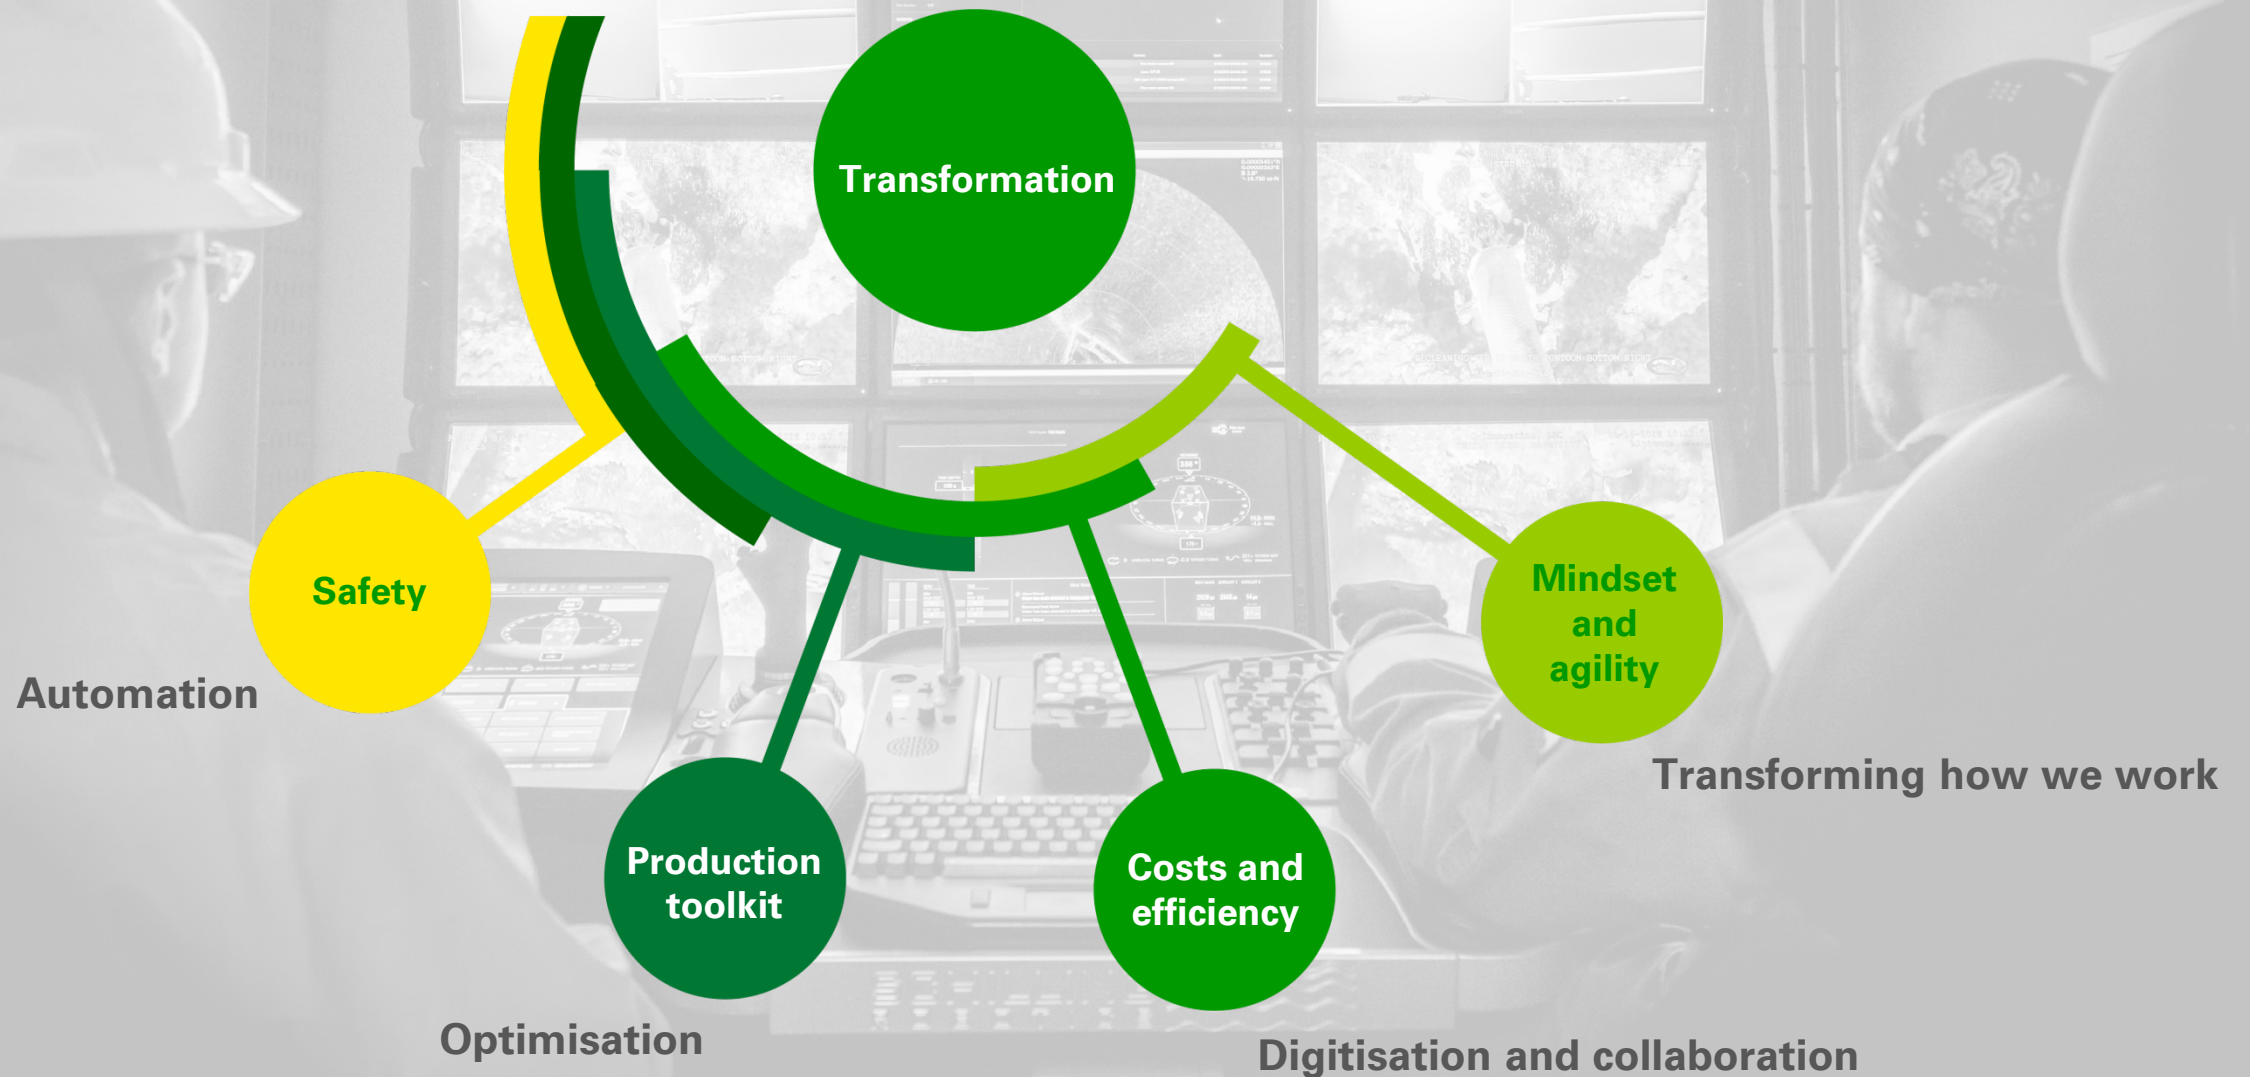 Transformation
Safety
Automation
Mindset
and
agility
Transforming how we work
Production
toolkit
Optimisation
Costs and
efficiency
Digitisation and collaboration